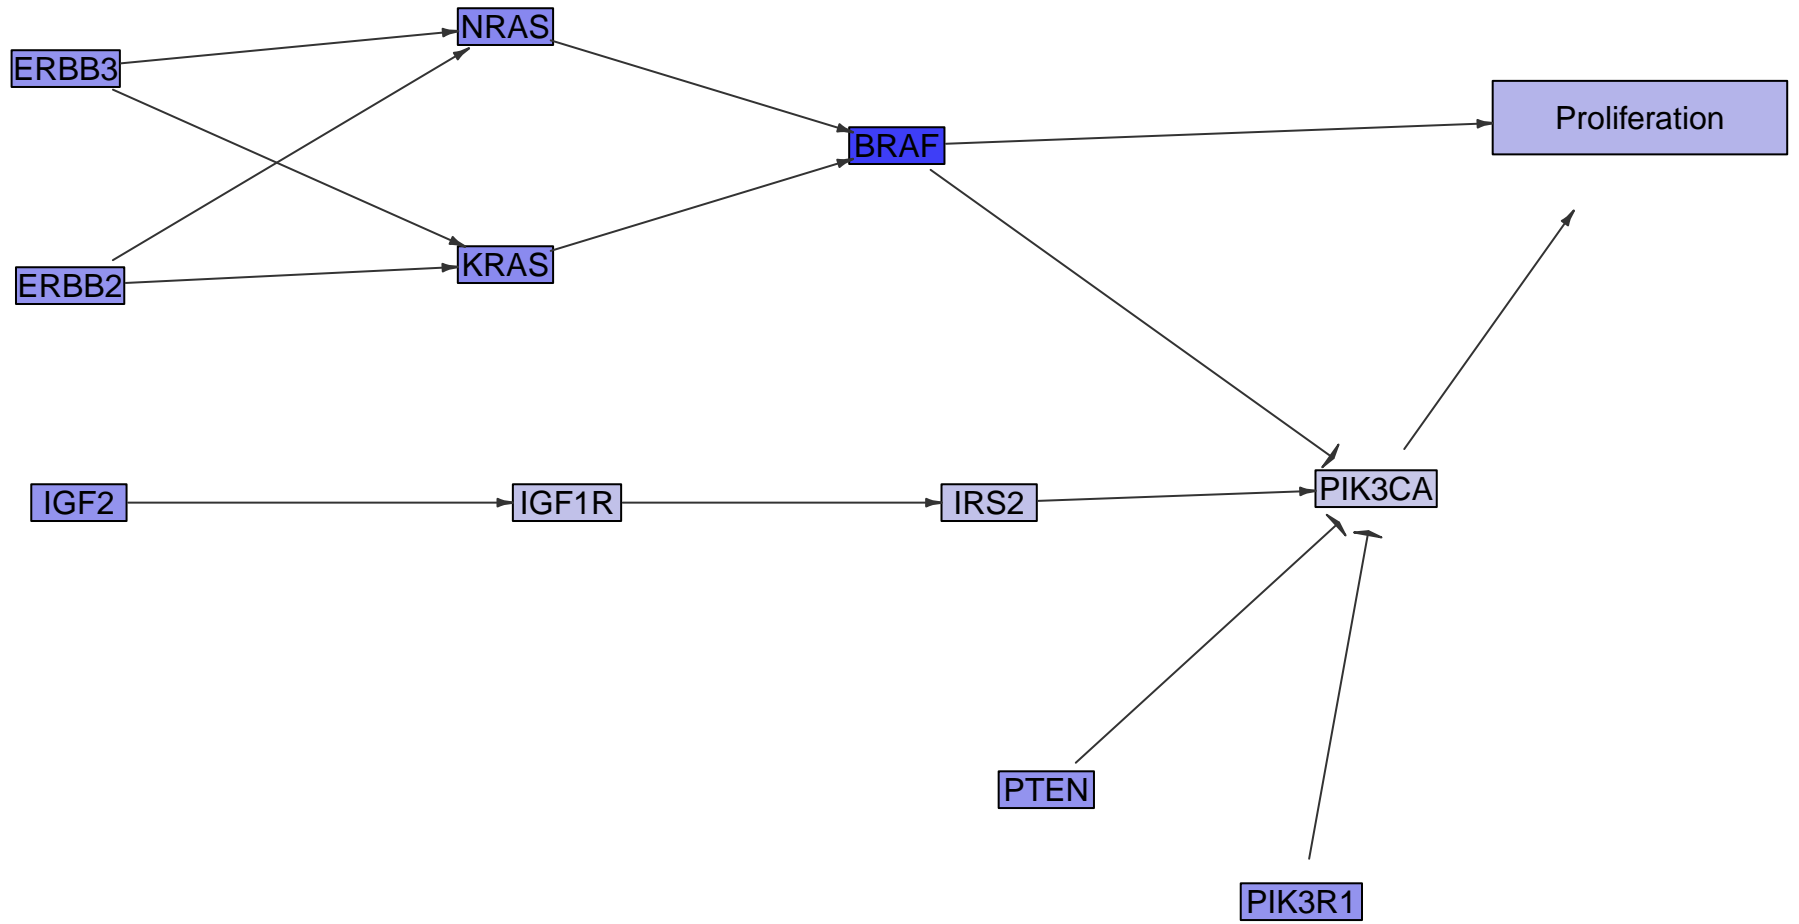 NRAS
ERBB3
Proliferation
BRAF
KRAS
ERBB2
IGF2
IGF1R
IRS2
PIK3CA
PTEN
PIK3R1